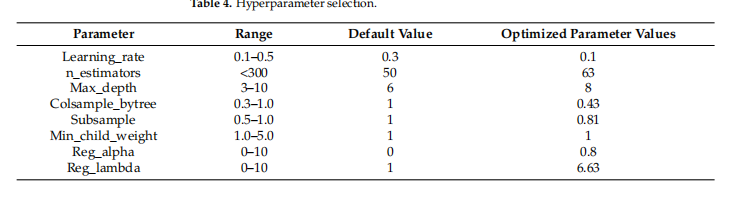 Table 4. Hyperparameter selection.
Parameter Range Default Value Optimized Parameter Values
Learning_rate 0.1–0.5 0.3 0.1
n_estimators <300 50 63
Max_depth 3–10 6 8
Colsample_bytree 0.3–1.0 1 0.43
Subsample 0.5–1.0 1 0.81
Min_child_weight 1.0–5.0 1 1
Reg_alpha 0–10 0 0.8
Reg_lambda 0–10 1 6.63